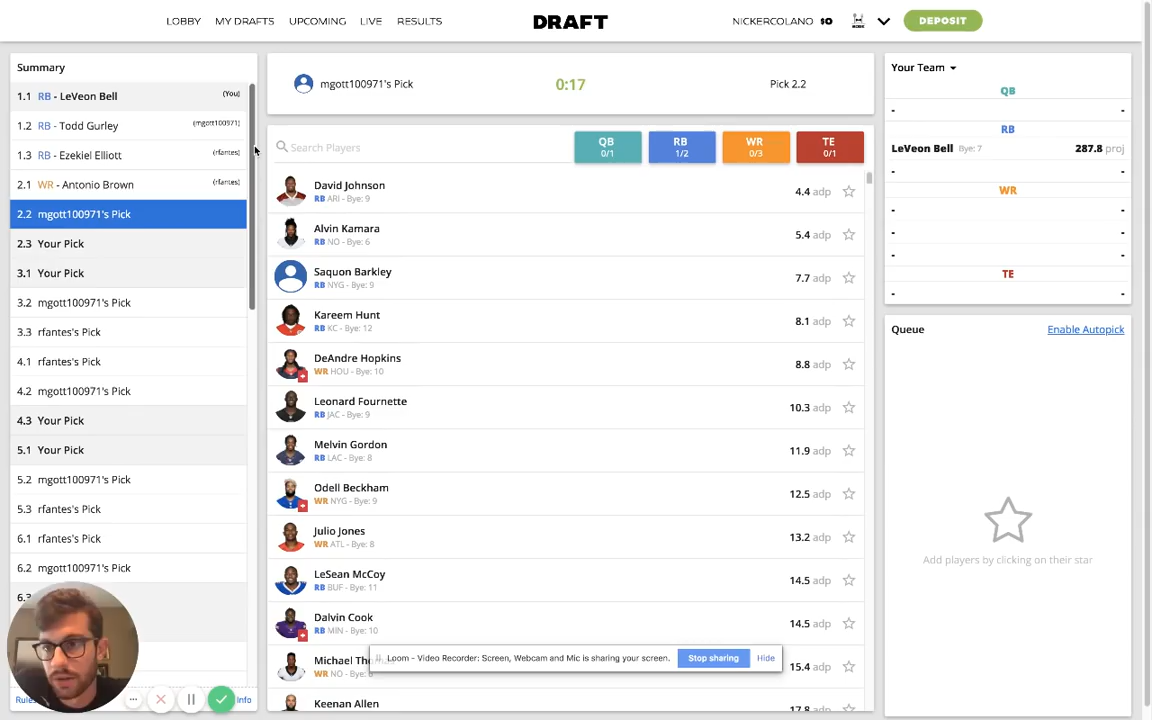 LOBBY MY DRAFTS UPCOMING LIVE RESULTS DRAFT NICKERCOLANO $0 DEPOSIT
Summary
1.1 RB - LeVeon Bell (You)
1.2 RB - Todd Gurley (mgott100971)
1.3 RB - Ezekiel Elliott (rfantes)
2.1 WR - Antonio Brown (rfantes)
2.2 mgott100971's Pick
2.3 Your Pick
3.1 Your Pick
3.2 mgott100971's Pick
3.3 rfantes's Pick
4.1 rfantes's Pick
4.2 mgott100971's Pick
4.3 Your Pick
5.1 Your Pick
5.2 mgott100971's Pick
5.3 rfantes's Pick
6.1 rfantes's Pick
6.2 mgott100971's Pick
6.3
Rules
Info
mgott100971's Pick 0:17 Pick 2.2
Search Players
QB 0/1
RB 1/2
WR 0/3
TE 0/1
David Johnson
RB ARI - Bye: 9
4.4 adp
Alvin Kamara
RB NO - Bye: 6
5.4 adp
Saquon Barkley
RB NYG - Bye: 9
7.7 adp
Kareem Hunt
RB KC - Bye: 12
8.1 adp
DeAndre Hopkins
WR HOU - Bye: 10
8.8 adp
Leonard Fournette
RB JAC - Bye: 9
10.3 adp
Melvin Gordon
RB LAC - Bye: 8
11.9 adp
Odell Beckham
WR NYG - Bye: 9
12.5 adp
Julio Jones
WR ATL - Bye: 8
13.2 adp
LeSean McCoy
RB BUF - Bye: 11
14.5 adp
Dalvin Cook
RB MIN - Bye: 10
14.5 adp
Michael
WR NO - Bye:
15.4 adp
Keenan Allen
17.8 adp
Loom - Video Recorder: Screen, Webcam and Mic is sharing your screen. Stop sharing Hide
Your Team
QB
- -
RB
LeVeon Bell Bye: 7 287.8 proj
- -
WR
- -
- -
- -
TE
- -
Queue Enable Autopick
Add players by clicking on their star